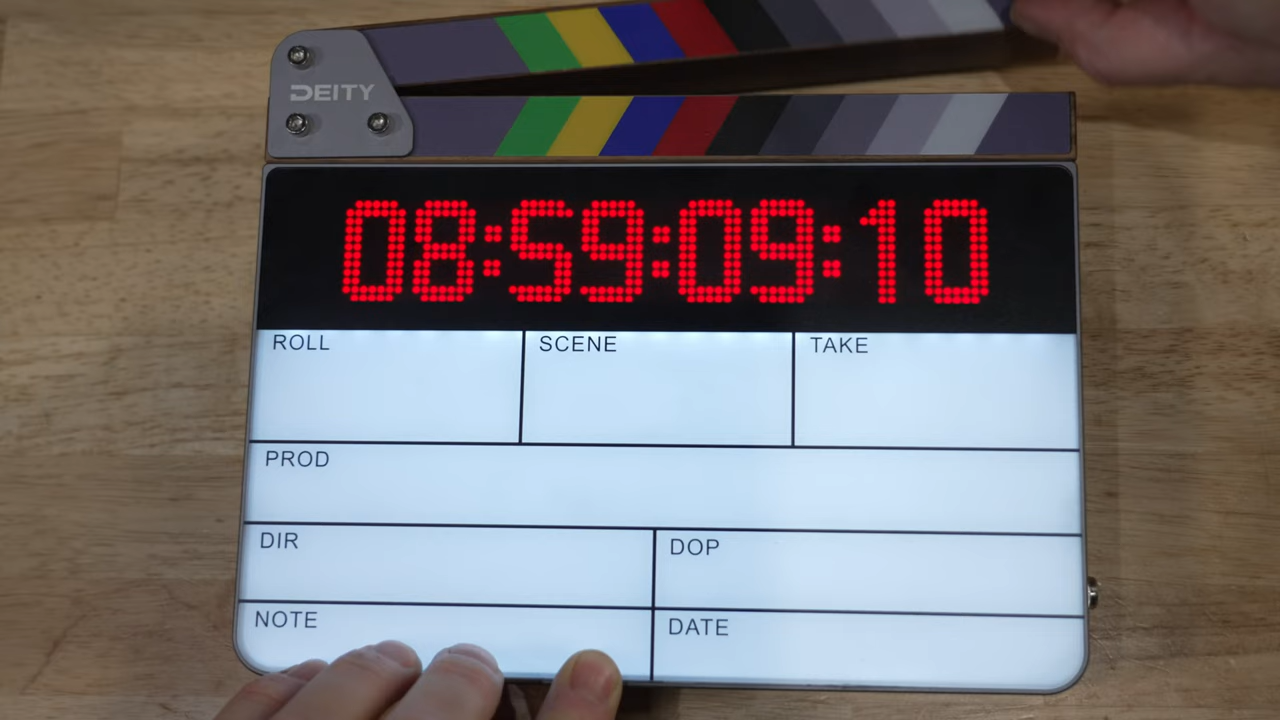 DEITY
08:59:09:10
ROLL SCENE TAKE
PROD
DIR DOP
NOTE DATE